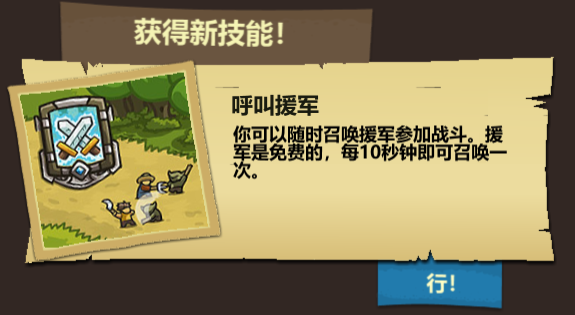 获得新技能！
呼叫援军
你可以随时召唤援军参加战斗。援
军是免费的，每10秒钟即可召唤一
次。
行！